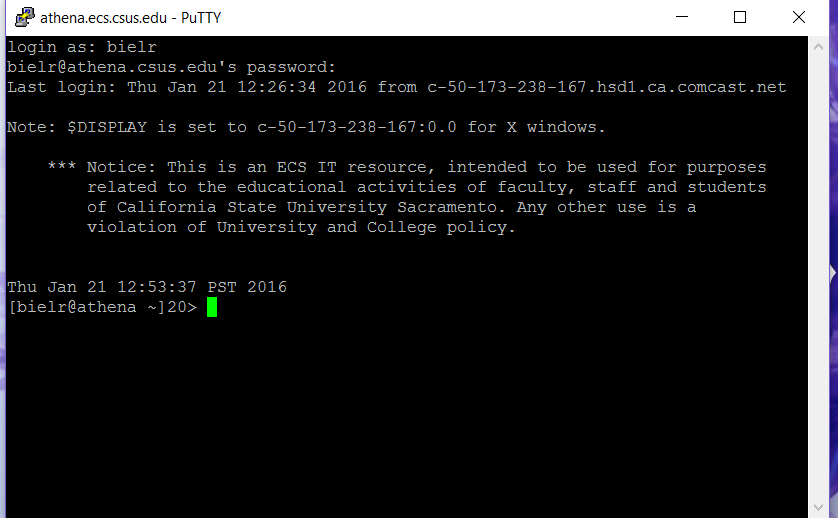 athena.ecs.csus.edu - PuTTY
login as: bielr
bielr@athena.csus.edu's password:
Last login: Thu Jan 21 12:26:34 2016 from c-50-173-238-167.hsd1.ca.comcast.net
Note: $DISPLAY is set to c-50-173-238-167:0.0 for X windows.
*** Notice: This is an ECS IT resource, intended to be used for purposes
related to the educational activities of faculty, staff and students
of California State University Sacramento. Any other use is a
violation of University and College policy.
Thu Jan 21 12:53:37 PST 2016
[bielr@athena ~]20>